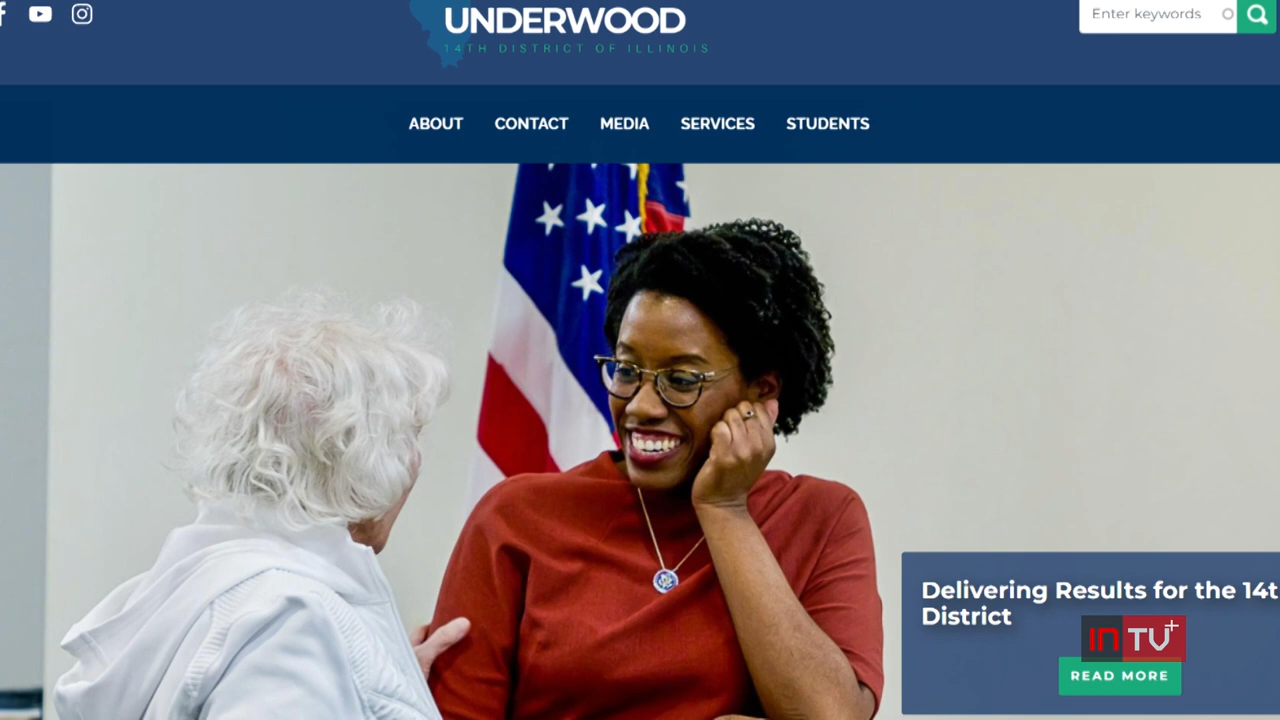 UNDERWOOD
14TH DISTRICT OF ILLINOIS
Enter keywords
ABOUT CONTACT MEDIA SERVICES STUDENTS
Delivering Results for the 14t
District
inTV+
READ MORE